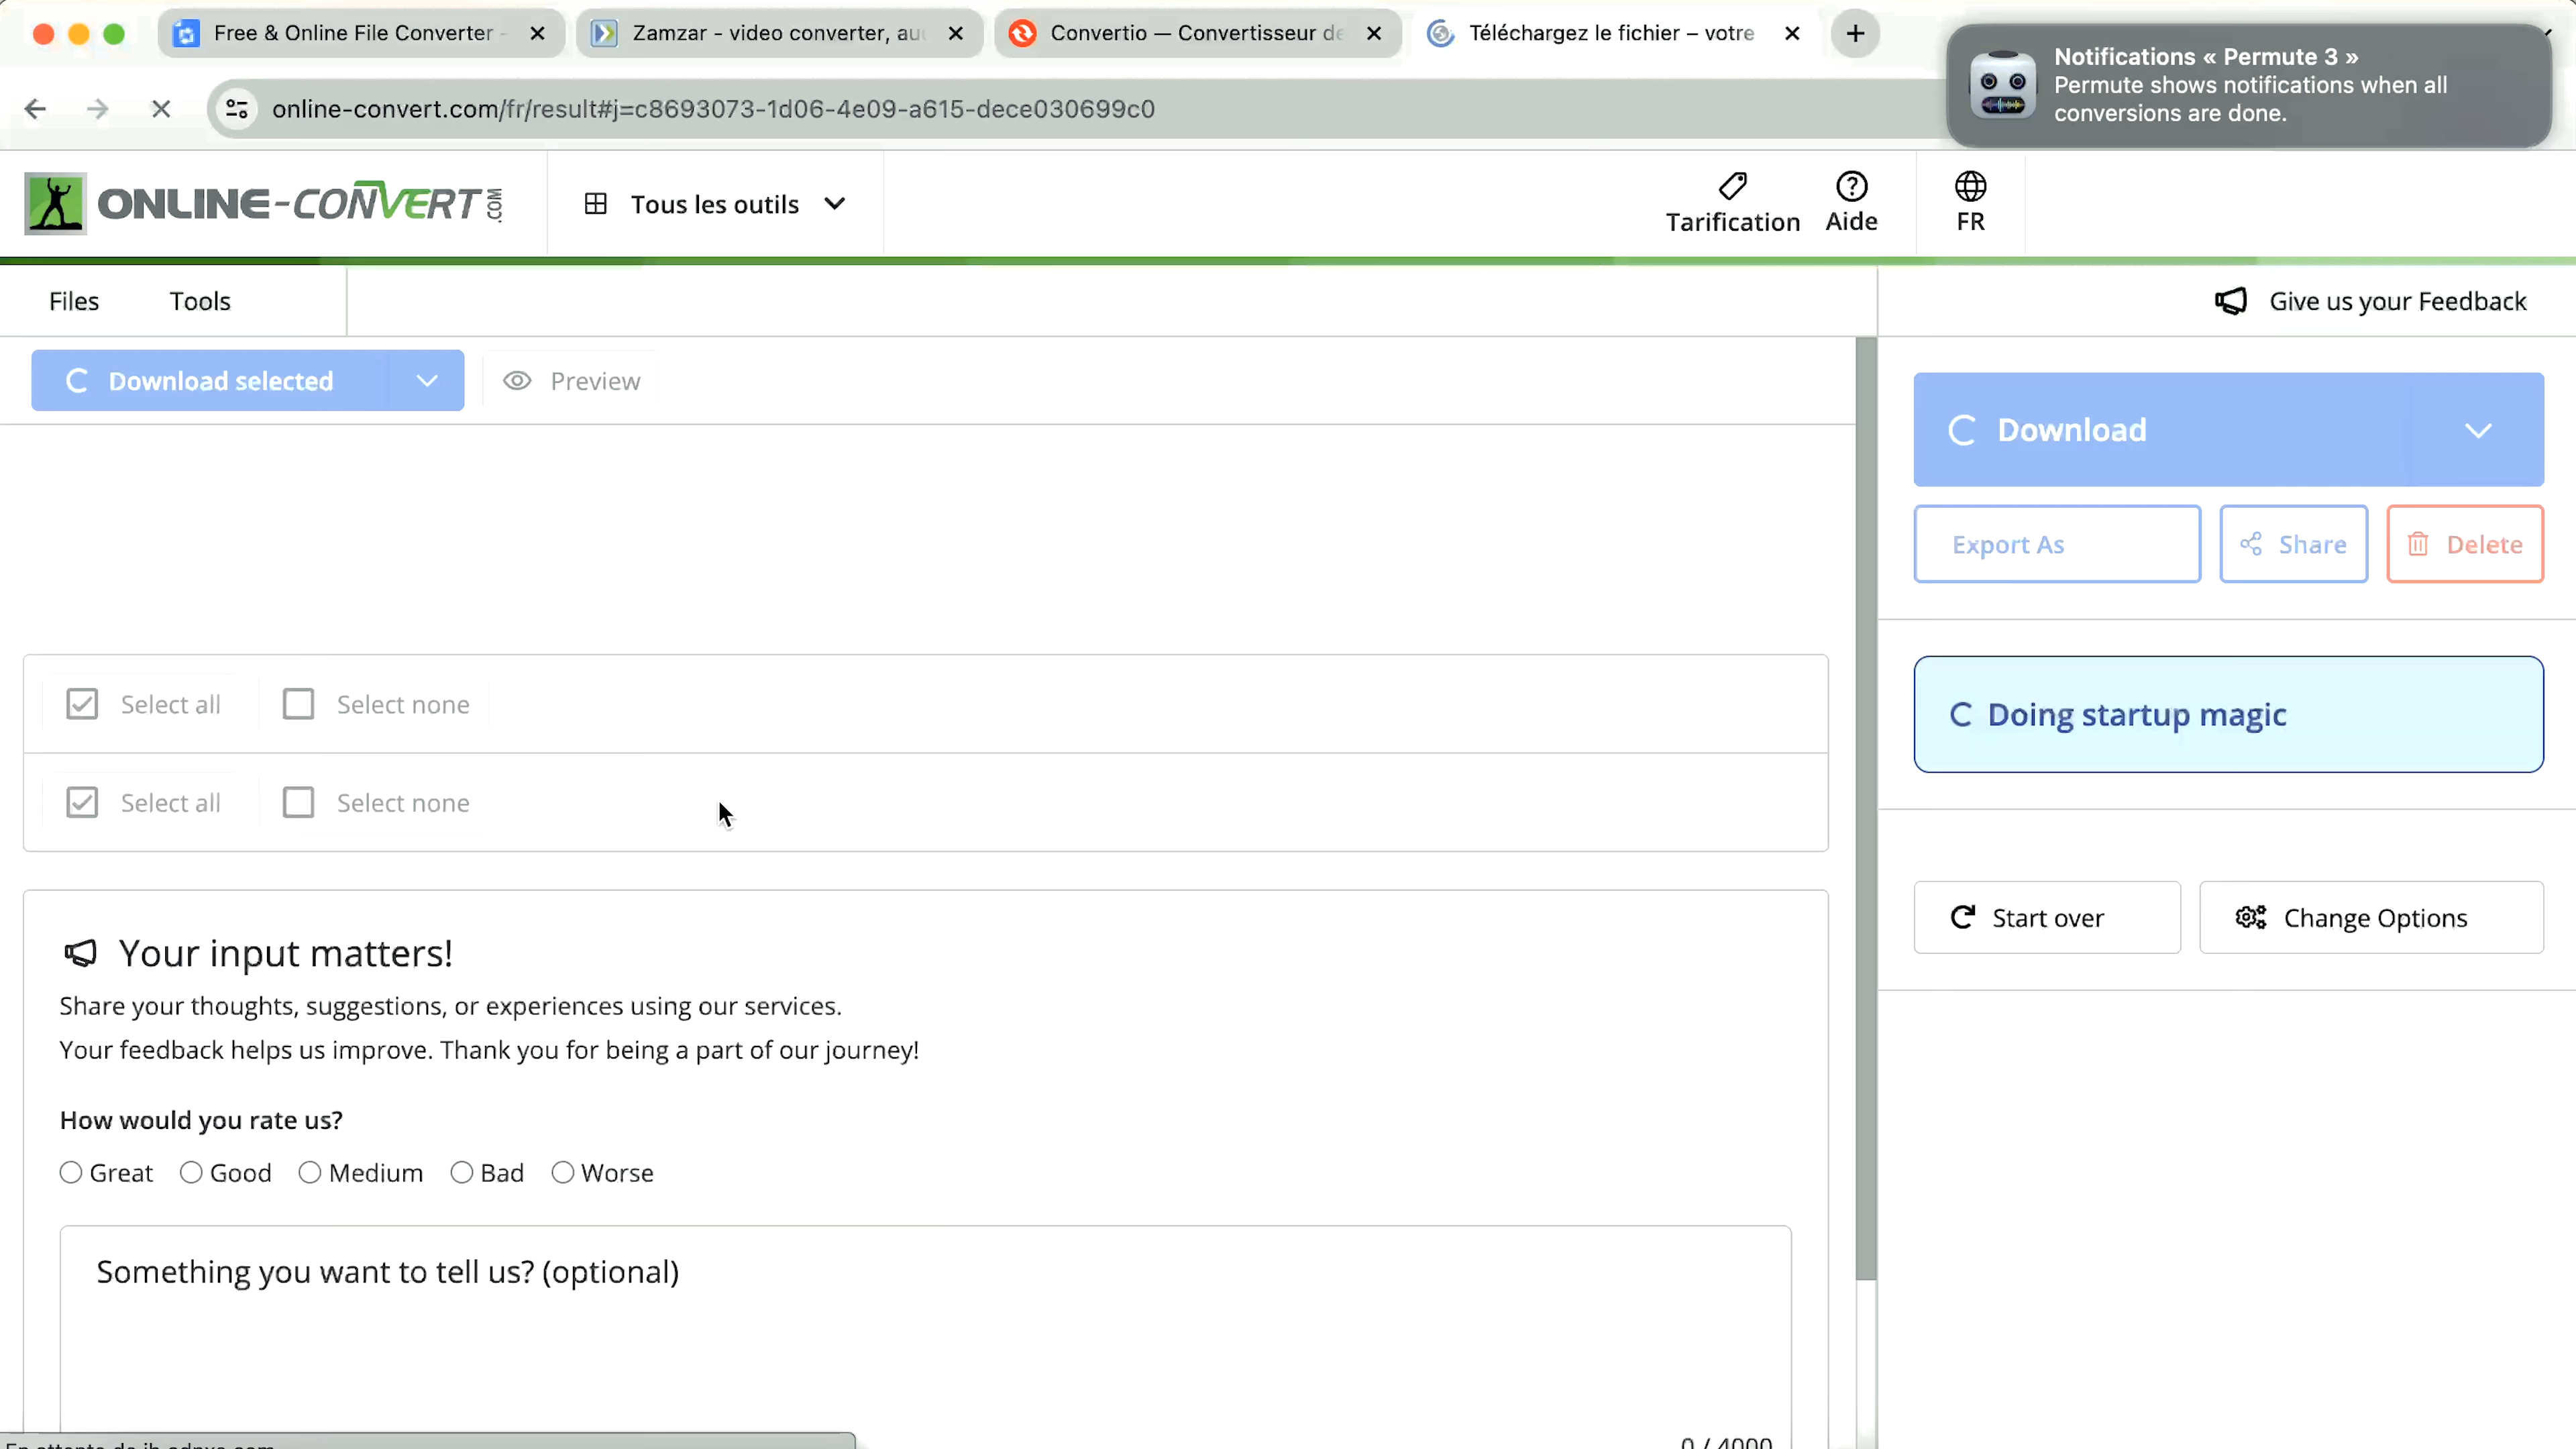 Free & Online File Converter -
Zamzar - video converter, au
Convertio — Convertisseur de
Téléchargez le fichier – votre
Notifications « Permute 3 »
Permute shows notifications when all
conversions are done.
online-convert.com/fr/result#j=c8693073-1d06-4e09-a615-dece030699c0
ONLINE-CONVERT.COM
Tous les outils
Tarification
Aide
FR
Files
Tools
Give us your Feedback
Download selected
Preview
Download
Export As
Share
Delete
Select all
Select none
Doing startup magic
Select all
Select none
Start over
Change Options
Your input matters!
Share your thoughts, suggestions, or experiences using our services.
Your feedback helps us improve. Thank you for being a part of our journey!
How would you rate us?
Great
Good
Medium
Bad
Worse
Something you want to tell us? (optional)
0 / 4000